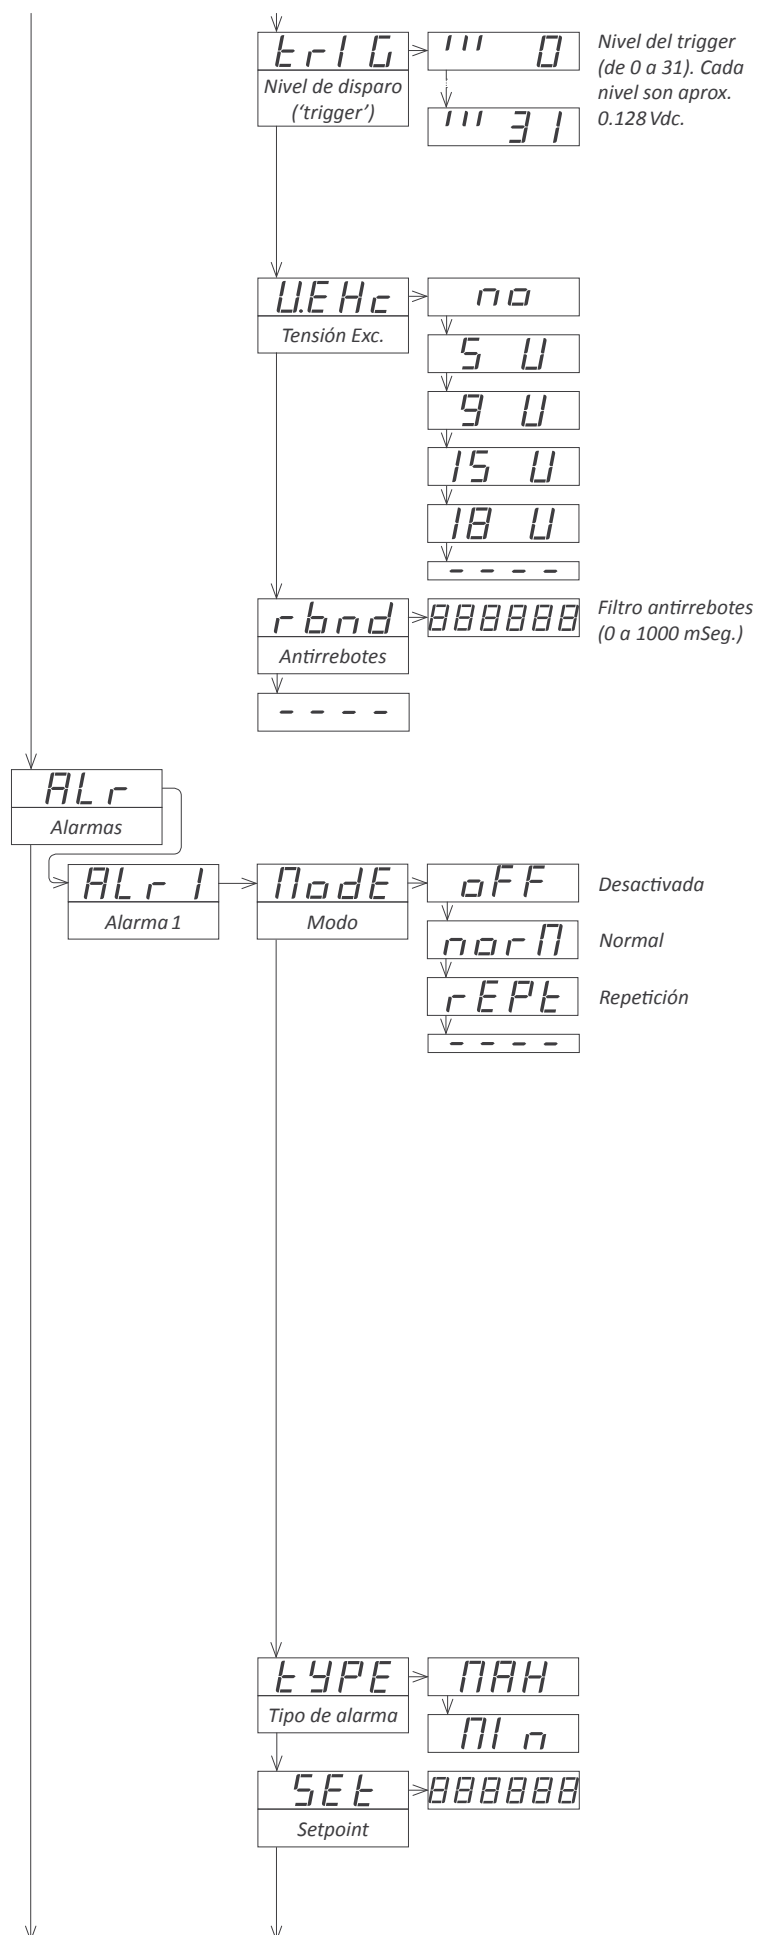 trIG
''' 0
Nivel del trigger
(de 0 a 31). Cada
nivel son aprox.
0.128 Vdc.
Nivel de disparo
('trigger')
''' 31
U.EHc
no
Tensión Exc.
5 U
9 U
15 U
18 U
----
rbnd
888888
Filtro antirrebotes
(0 a 1000 mSeg.)
Antirrebotes
----
ALr
Alarmas
ALr1
Alarma 1
ModE
Modo
oFF
Desactivada
norM
Normal
rEPt
Repetición
----
tYPE
MAH
Tipo de alarma
MIn
SEt
888888
Setpoint